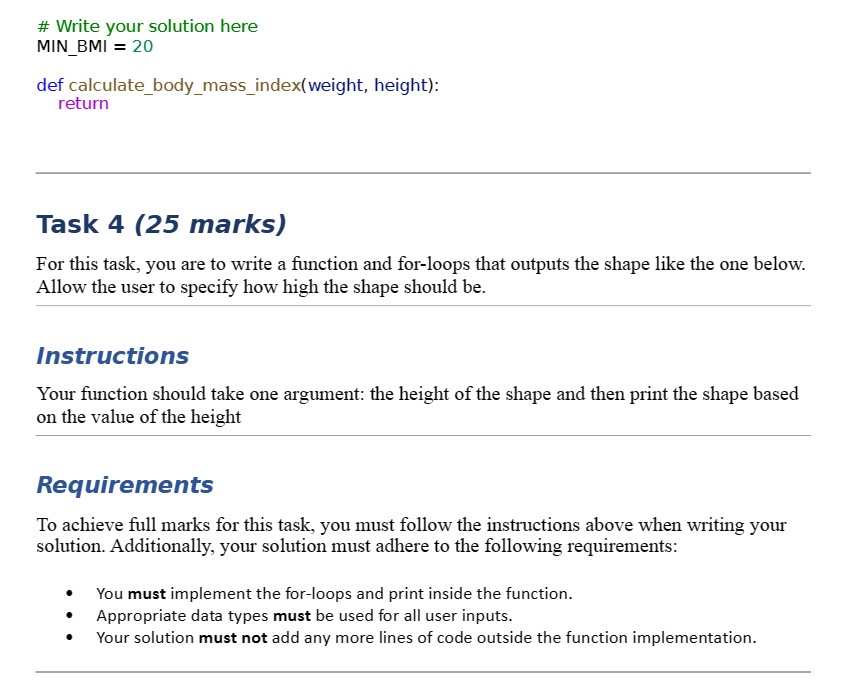 # Write your solution here
MIN_BMI = 20
def calculate_body_mass_index(weight, height):
return
Task 4 (25 marks)
For this task, you are to write a function and for-loops that outputs the shape like the one below.
Allow the user to specify how high the shape should be.
Instructions
Your function should take one argument: the height of the shape and then print the shape based
on the value of the height
Requirements
To achieve full marks for this task, you must follow the instructions above when writing your
solution. Additionally, your solution must adhere to the following requirements:
• You must implement the for-loops and print inside the function.
• Appropriate data types must be used for all user inputs.
• Your solution must not add any more lines of code outside the function implementation.